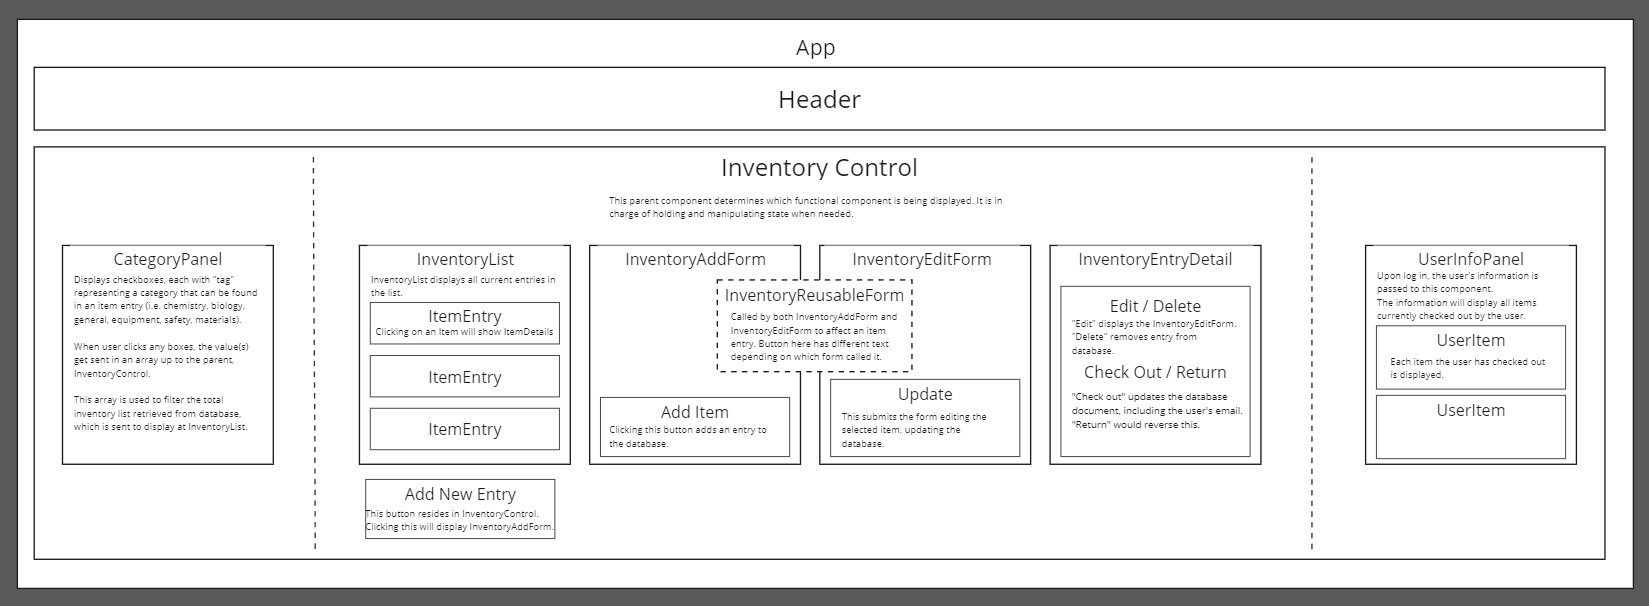 App
Header
Inventory Control
This parent component determines which functional component is being displayed. It is in
charge of holding and manipulating state when needed.
CategoryPanel
Displays checkboxes, each with "tag"
representing a category that can be found
in an item entry (i.e. chemistry, biology,
general, equipment, safety, materials).
When user clicks any boxes, the value(s)
get sent in an array up to the parent,
InventoryControl.
This array is used to filter the total
inventory list retrieved from database,
which is sent to display at InventoryList.
InventoryList
InventoryList displays all current entries in
the list.
ItemEntry
Clicking on an Item will show ItemDetails
ItemEntry
ItemEntry
Add New Entry
This button resides in InventoryControl.
Clicking this will display InventoryAddForm.
InventoryAddForm
InventoryReusableForm
Called by both InventoryAddForm and
InventoryEditForm to affect an item
entry. Button here has different text
depending on which form called it.
Add Item
Clicking this button adds an entry to
the database.
InventoryEditForm
Update
This submits the form editing the
selected item, updating the
database.
InventoryEntryDetail
Edit / Delete
"Edit" displays the InventoryEditForm.
"Delete" removes entry from
database.
Check Out / Return
"Check out" updates the database
document, including the user's email.
"Return" would reverse this.
UserInfoPanel
Upon log in, the user's information is
passed to this component.
The information will display all items
currently checked out by the user.
UserItem
Each item the user has checked out
is displayed.
UserItem